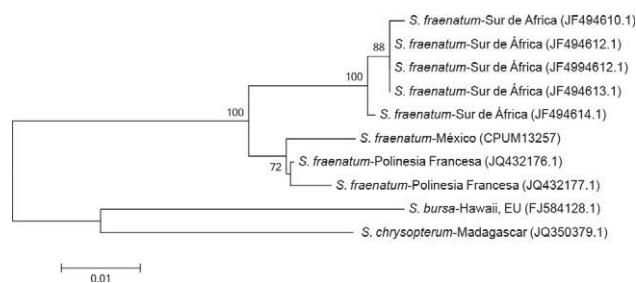 S. fraenatum-Sur de África (JF494610.1)
88
S. fraenatum-Sur de África (JF494612.1)
S. fraenatum-Sur de África (JF4994612.1)
100
S. fraenatum-Sur de África (JF494613.1)
100
S. fraenatum-Sur de África (JF494614.1)
S. fraenatum-México (CPUM13257)
72
S. fraenatum-Polinesia Francesa (JQ432176.1)
S. fraenatum-Polinesia Francesa (JQ432177.1)
S. bursa-Hawaii, EU (FJ584128.1)
S. chrysopterum-Madagascar (JQ350379.1)
0.01